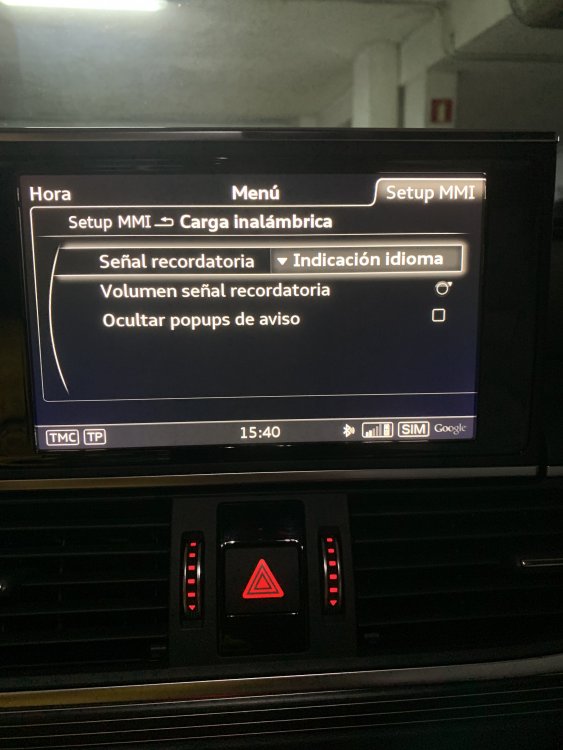 Hora Menú Setup MMI
Setup MMI Carga inalámbrica
Señal recordatoria Indicación idioma
Volumen señal recordatoria
Ocultar popups de aviso
TMC TP 15:40 SIM Google